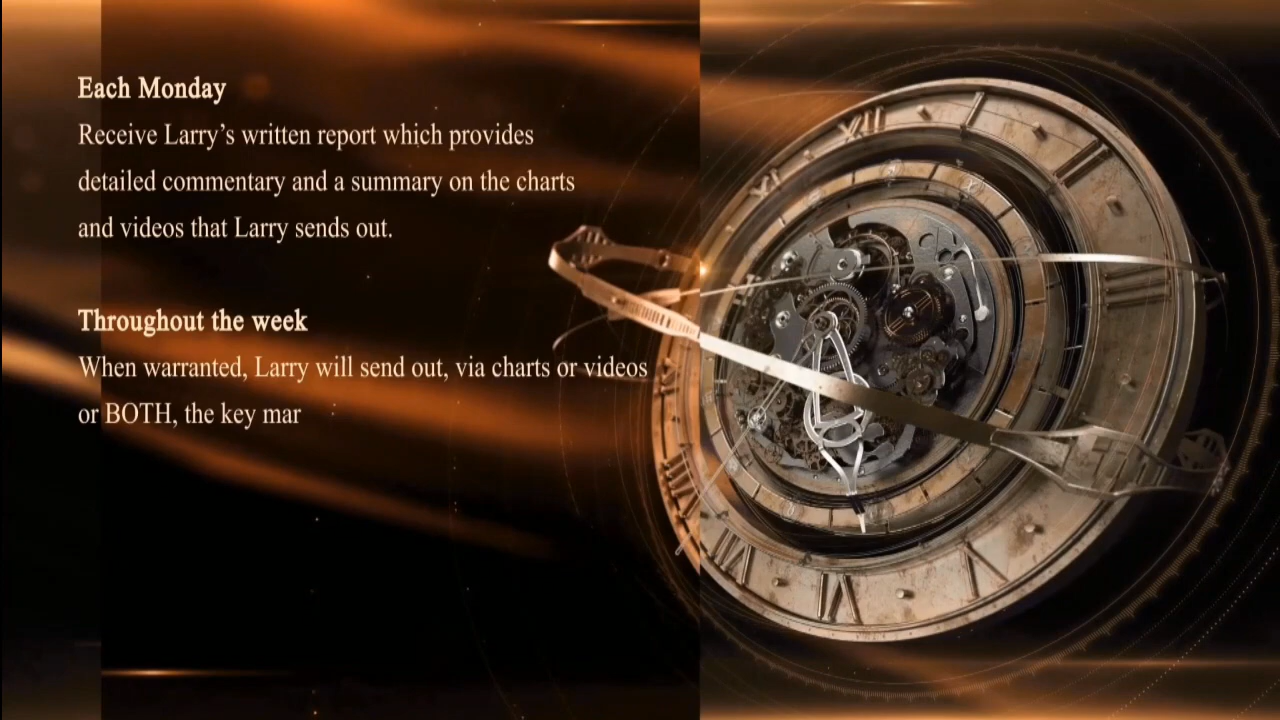 Each Monday
Receive Larry’s written report which provides
detailed commentary and a summary on the charts
and videos that Larry sends out.
Throughout the week
When warranted, Larry will send out, via charts or videos
or BOTH, the key mar